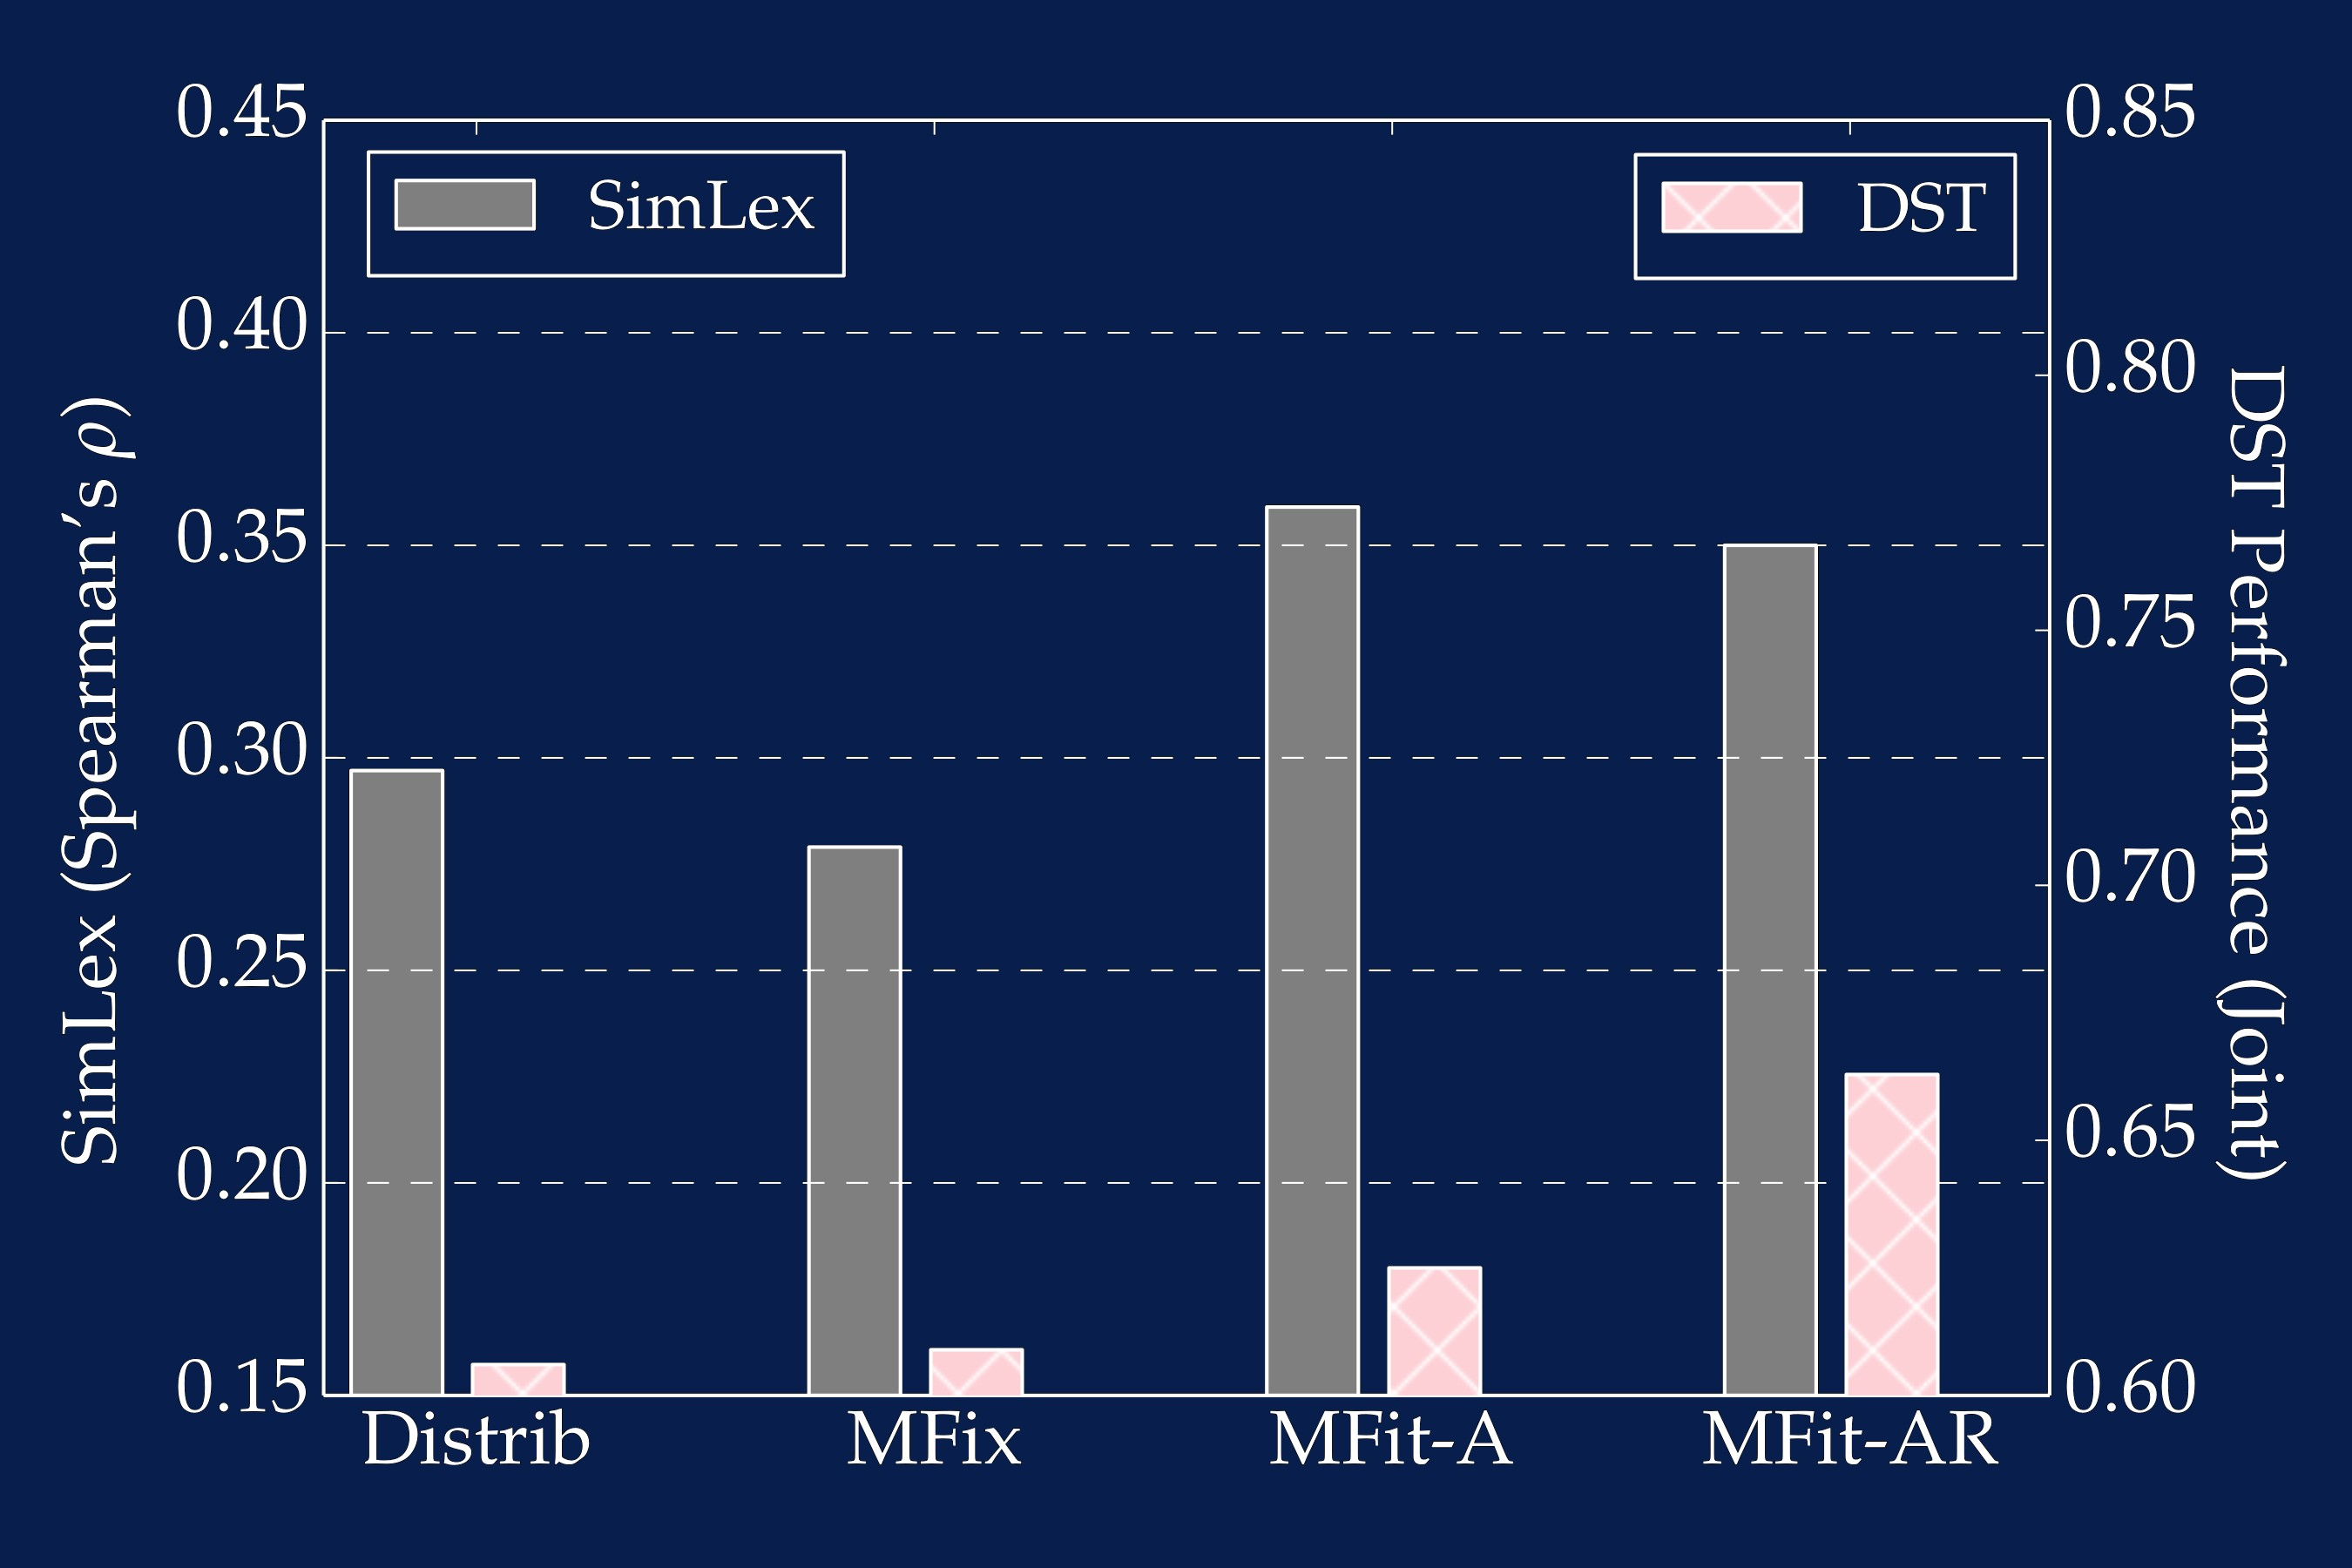 SimLex
DST
SimLex (Spearman's ρ)
0.45
0.40
0.35
0.30
0.25
0.20
0.15
0.85
0.80
0.75
0.70
0.65
0.60
DST Performance (Joint)
Distrib
MFix
MFit-A
MFit-AR